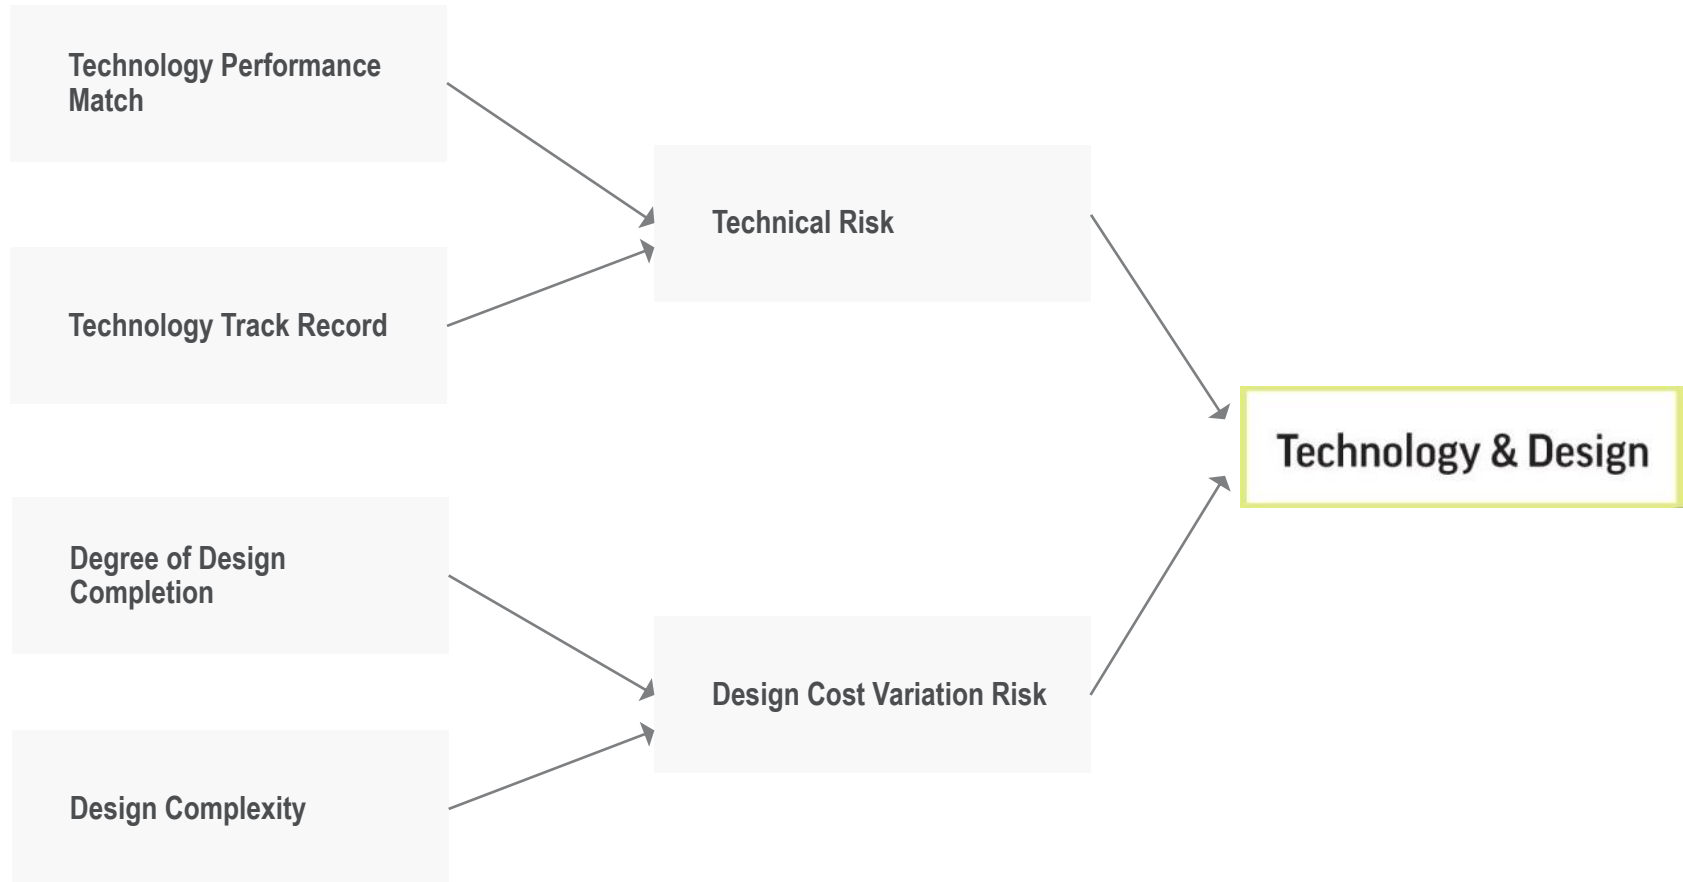 Technology Performance
Match
Technical Risk
Technology Track Record
Technology & Design
Degree of Design
Completion
Design Cost Variation Risk
Design Complexity